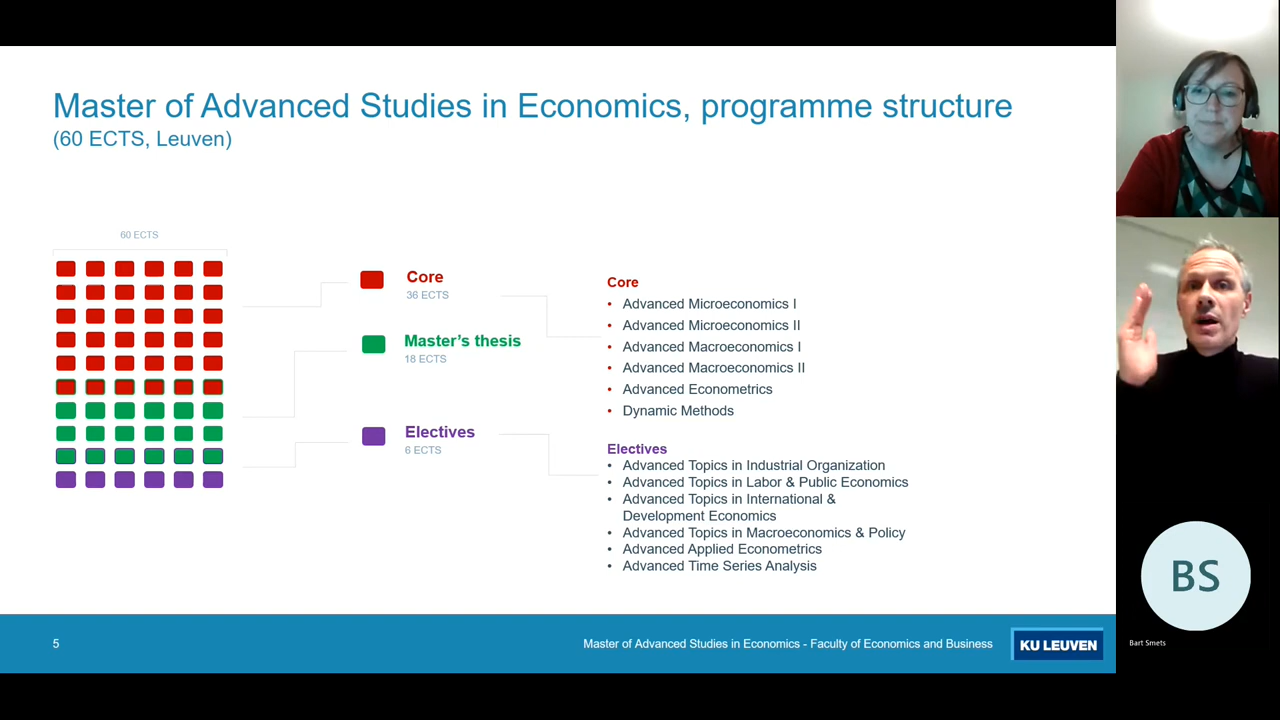 Master of Advanced Studies in Economics, programme structure
(60 ECTS, Leuven)
60 ECTS
Core
36 ECTS
Master's thesis
18 ECTS
Electives
6 ECTS
Core
• Advanced Microeconomics I
• Advanced Microeconomics II
• Advanced Macroeconomics I
• Advanced Macroeconomics II
• Advanced Econometrics
• Dynamic Methods
Electives
• Advanced Topics in Industrial Organization
• Advanced Topics in Labor & Public Economics
• Advanced Topics in International &
Development Economics
• Advanced Topics in Macroeconomics & Policy
• Advanced Applied Econometrics
• Advanced Time Series Analysis
5
Master of Advanced Studies in Economics - Faculty of Economics and Business
KU LEUVEN
BS
Bart Smets